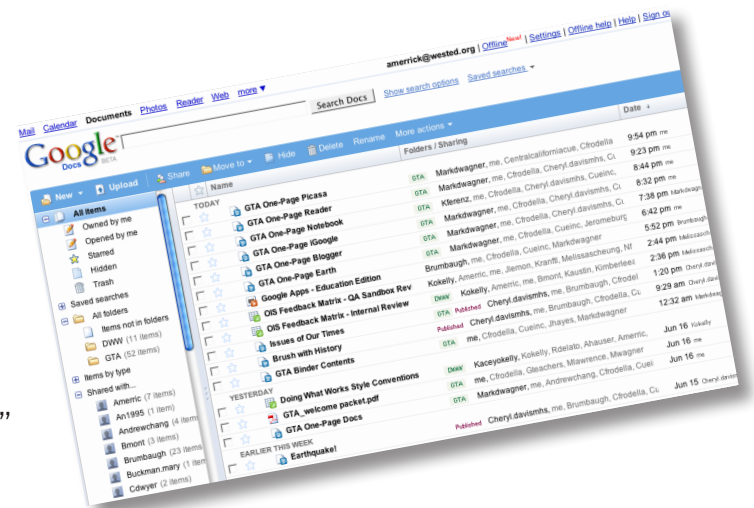 amerrick@wested.org | Offline New! | Settings | Offline help | Help | Sign ou
Mail Calendar Documents Photos Reader Web more ▼
Google Docs BETA Search Docs Show search options Saved searches
New Upload Share Move to Hide Delete Rename More actions
All items
Owned by me
Opened by me
Starred
Hidden
Trash
Saved searches
All folders
Items not in folders
DWW (11 items)
GTA (52 items)
Items by type
Shared with...
Americ (7 items)
An1995 (1 item)
Andrewchang (4 item
Bmont (3 items)
Brumbaugh (23 items
Buckman.mary (1 iter
Cdwyer (2 items)
Name Folders / Sharing Date
TODAY
GTA One-Page Picasa GTA Markdwagner, me, Centralcaliforniacue, Cfrodella 9:54 pm me
GTA One-Page Reader GTA Markdwagner, me, Cfrodella, Cheryl.davismhs, Cu 9:23 pm me
GTA One-Page Notebook GTA Kferenz, me, Cfrodella, Cheryl.davismhs, Cueinc, 8:44 pm me
GTA One-Page iGoogle GTA Markdwagner, me, Cfrodella, Cheryl.davismhs, Cu 8:32 pm me
GTA One-Page Blogger GTA Markdwagner, me, Cfrodella, Cheryl.davismhs, Cu 7:38 pm Markdwagn
GTA One-Page Earth GTA Markdwagner, me, Cfrodella, Cueinc, Jeromeburg 6:42 pm me
Google Apps - Education Edition Brumbaugh, me, Cfrodella, Cueinc, Markdwagner 5:52 pm Brumbaugh
OIS Feedback Matrix - QA Sandbox Rev Kokelly, Americ, me, Jlemon, Kranfl, Melissascheung, Nf 2:44 pm Melissasch
OIS Feedback Matrix - Internal Review DWW Kokelly, Americ, me, Bmont, Kaustin, Kimberlee 2:36 pm Melissasch
Issues of Our Times GTA Published Cheryl.davismhs, me, Brumbaugh, Cfrodel 1:20 pm Cheryl.dav
Brush with History Published Cheryl.davismhs, me, Brumbaugh, Cfrodella, Cu 9:29 am Cheryl.dav
GTA Binder Contents GTA me, Cfrodella, Cueinc, Jhayes, Markdwagner 12:32 am Markdwag
YESTERDAY
Doing What Works Style Conventions DWW Kaceyokelly, Kokelly, Rdelato, Ahauser, Americ, Jun 16 Kokelly
GTA_welcome packet.pdf GTA me, Cfrodella, Gteachers, Mlawrence, Mwagner Jun 16 me
GTA One-Page Docs GTA Markdwagner, me, Andrewchang, Cfrodella, Cuei Jun 16 me
EARLIER THIS WEEK
Earthquake! Published Cheryl.davismhs, me, Brumbaugh, Cfrodella, Cu Jun 15 Cheryl.davis
”